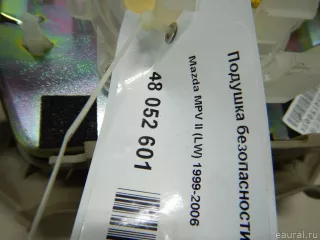 Подушка безопасности
Mazda MPV II (LW) 1999-2006
48 052 601
eaural.ru